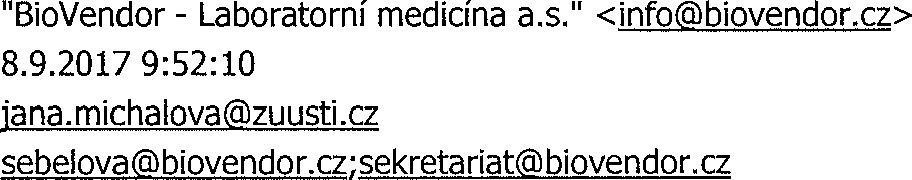 "BioVendor - Laboratorní medicína a.s." <info@biovendor.cz>
8.9.2017 9:52:10
jana.michalova@zuusti.cz
sebelova@biovendor.cz;sekretariat@biovendor.cz